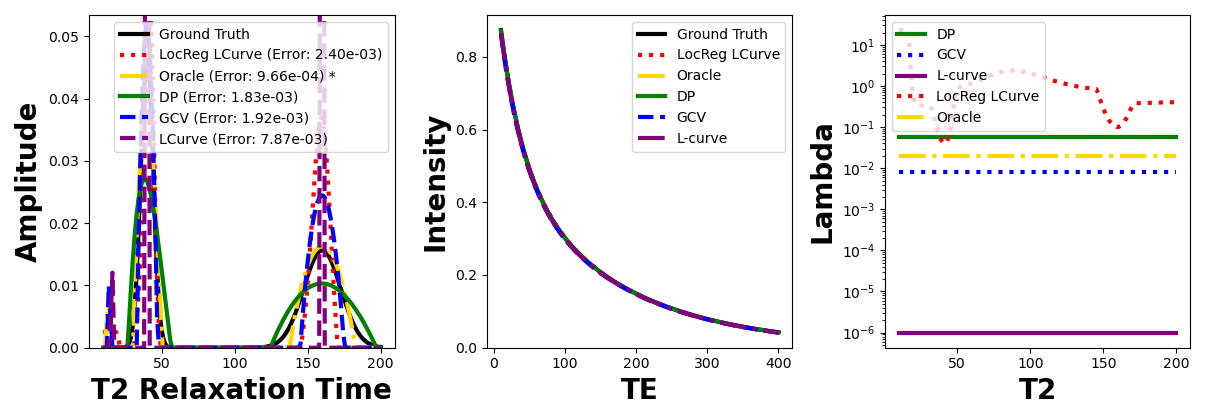 0.05
0.04
0.03
0.02
0.01
0.00
Amplitude
Ground Truth
LocReg LCurve (Error: 2.40e-03)
Oracle (Error: 9.66e-04) *
DP (Error: 1.83e-03)
GCV (Error: 1.92e-03)
LCurve (Error: 7.87e-03)
50 100 150 200
T2 Relaxation Time
0.8
0.6
0.4
0.2
0.0
Intensity
Ground Truth
LocReg LCurve
Oracle
DP
GCV
L-curve
0 100 200 300 400
TE
10^1
10^0
10^-1
10^-2
10^-3
10^-4
10^-5
10^-6
Lambda
DP
GCV
L-curve
LocReg LCurve
Oracle
50 100 150 200
T2